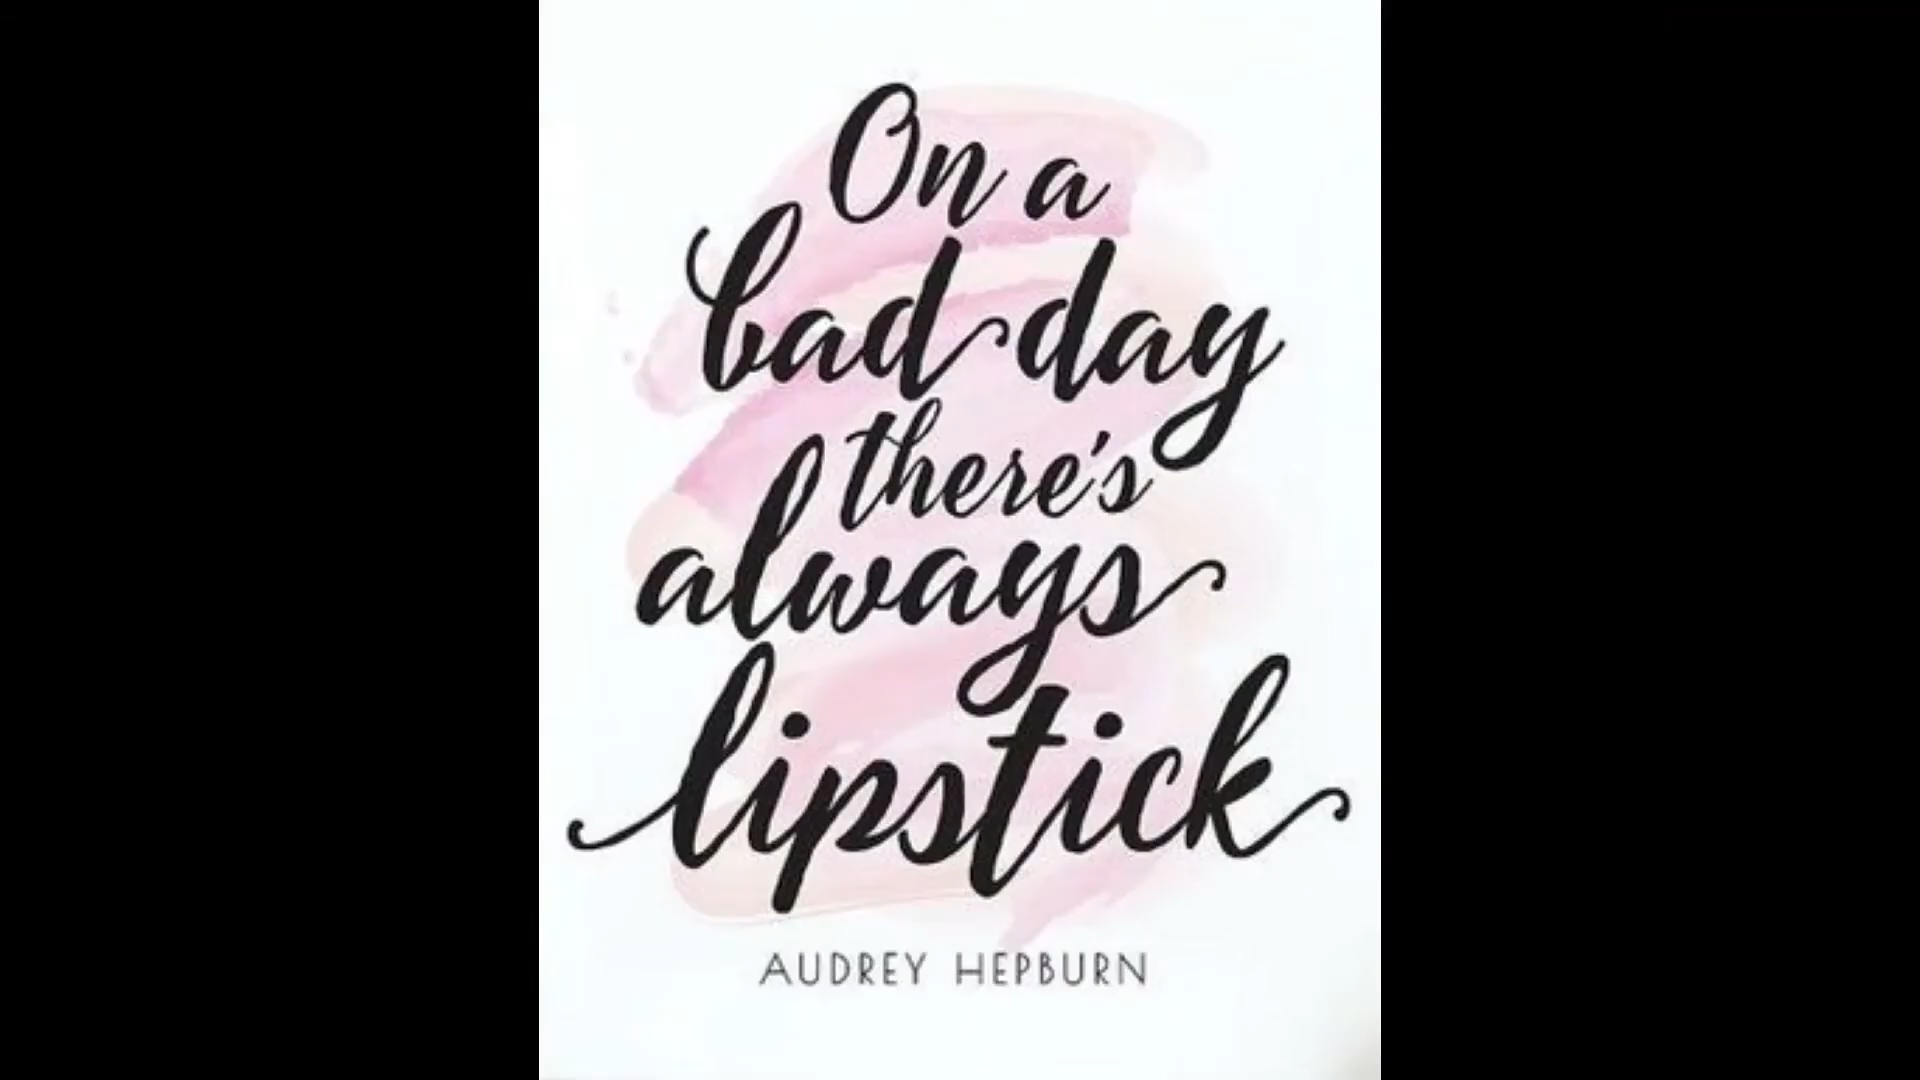 On a
bad day
there's
always
lipstick
AUDREY HEPBURN